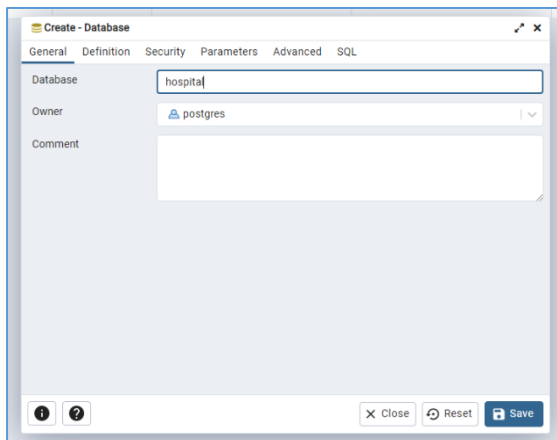 Create - Database
General Definition Security Parameters Advanced SQL
Database hospital
Owner postgres
Comment
Close Reset Save